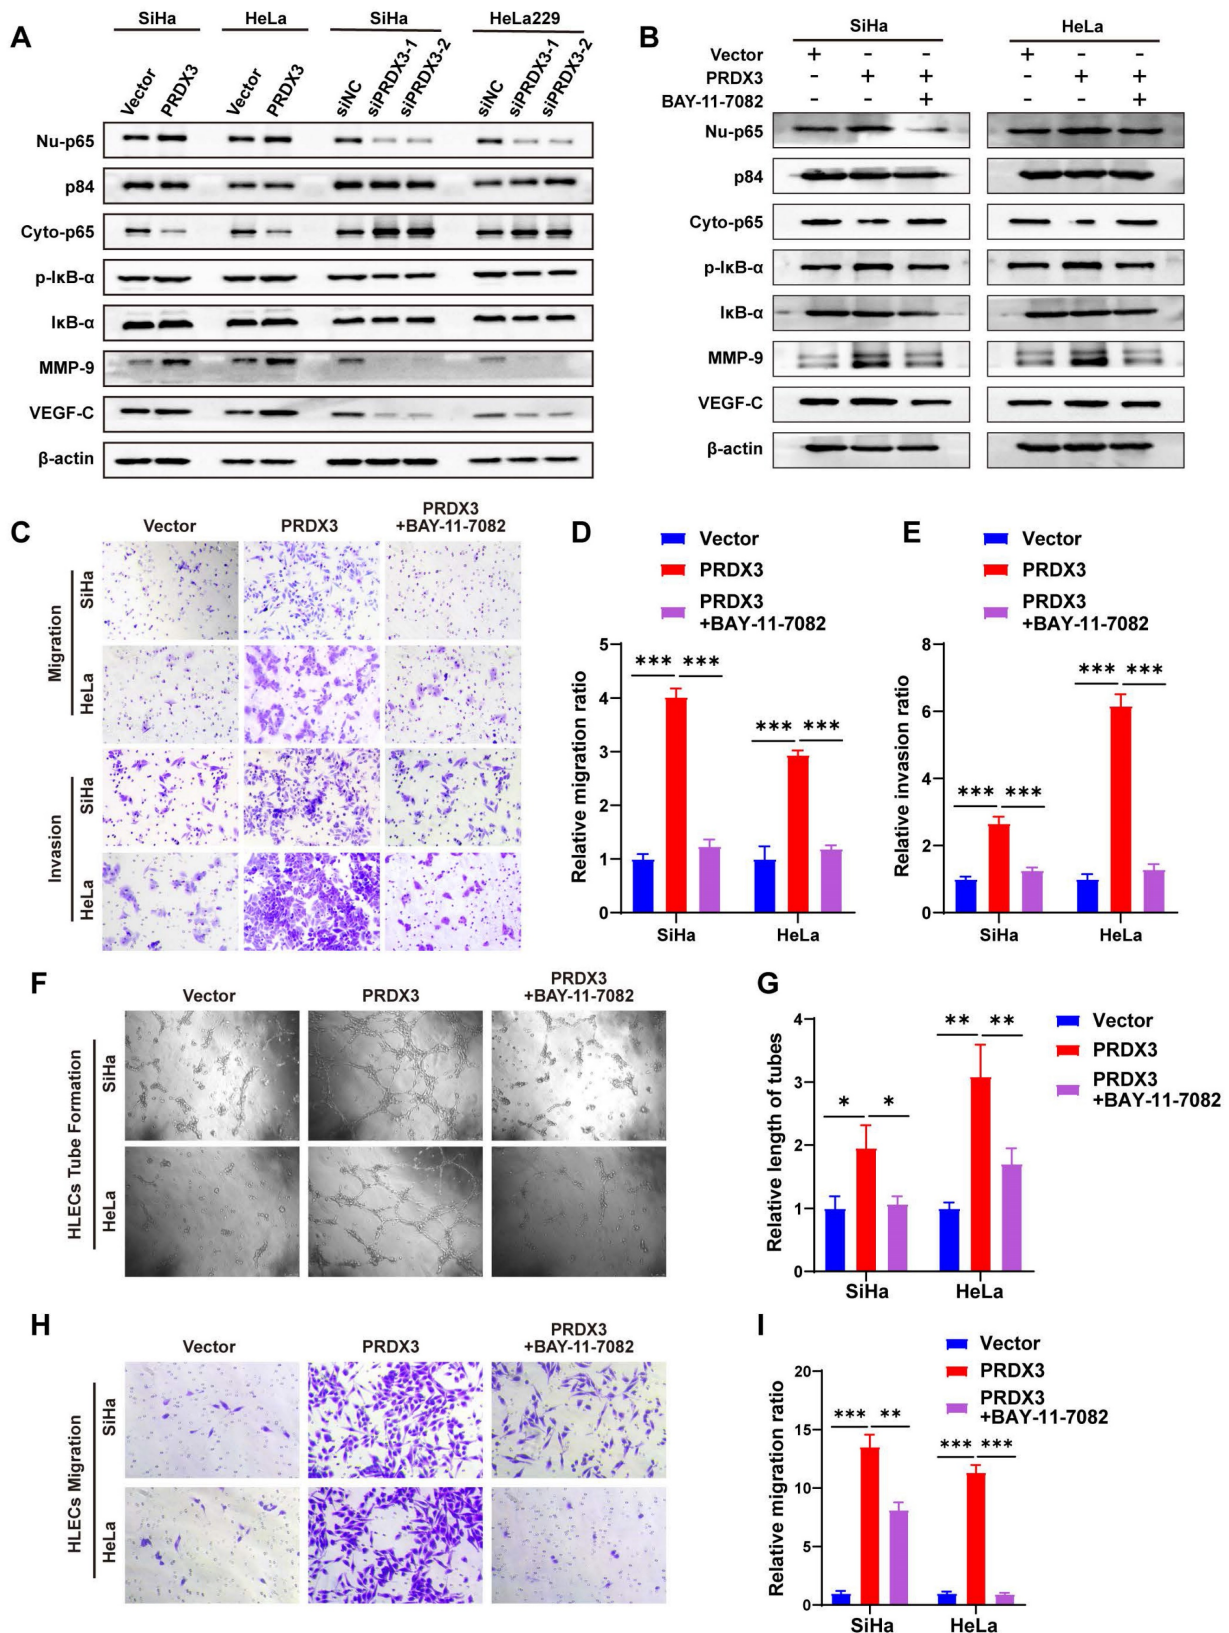 A
SiHa HeLa SiHa HeLa229
Vector PRDX3 Vector PRDX3 siNC siPRDX3-1 siPRDX3-2 siNC siPRDX3-1 siPRDX3-2
Nu-p65
p84
Cyto-p65
p-IκB-α
IκB-α
MMP-9
VEGF-C
β-actin
B
SiHa HeLa
Vector + - - + - -
PRDX3 - + + - + +
BAY-11-7082 - - + - - +
Nu-p65
p84
Cyto-p65
p-IκB-α
IκB-α
MMP-9
VEGF-C
β-actin
C
Vector PRDX3 PRDX3
+BAY-11-7082
Migration
SiHa
HeLa
Invasion
SiHa
HeLa
D
Vector
PRDX3
PRDX3
+BAY-11-7082
Relative migration ratio
5
4
3
2
1
0
*** ***
*** ***
SiHa HeLa
E
Vector
PRDX3
PRDX3
+BAY-11-7082
Relative invasion ratio
8
6
4
2
0
*** ***
*** ***
SiHa HeLa
F
Vector PRDX3 PRDX3
+BAY-11-7082
HLECs Tube Formation
SiHa
HeLa
G
Vector
PRDX3
PRDX3
+BAY-11-7082
Relative length of tubes
4
3
2
1
0
* *
** **
SiHa HeLa
H
Vector PRDX3 PRDX3
+BAY-11-7082
HLECs Migration
SiHa
HeLa
I
Vector
PRDX3
PRDX3
+BAY-11-7082
Relative migration ratio
20
15
10
5
0
*** **
*** ***
SiHa HeLa